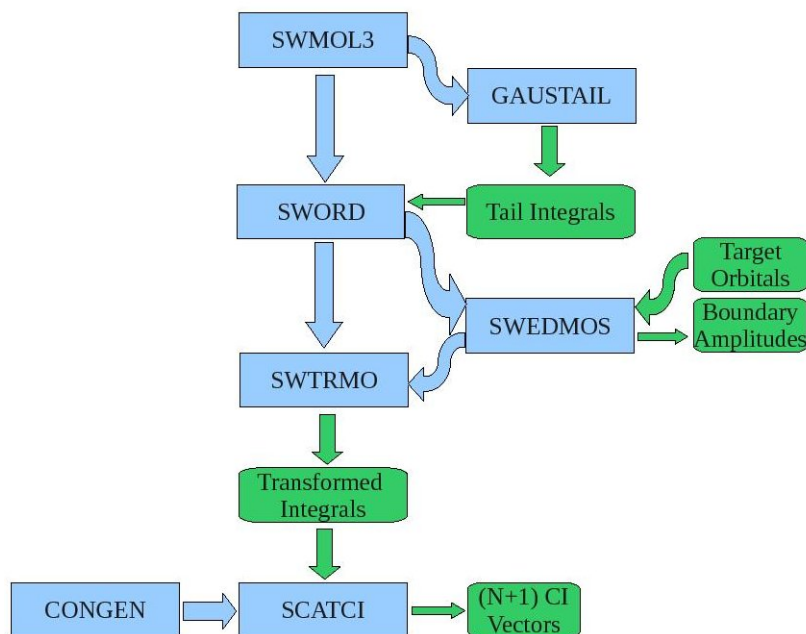 SWMOL3
GAUSTAIL
SWORD
Tail Integrals
Target
Orbitals
SWEDMOS
Boundary
Amplitudes
SWTRMO
Transformed
Integrals
CONGEN
SCATCI
(N+1) CI
Vectors